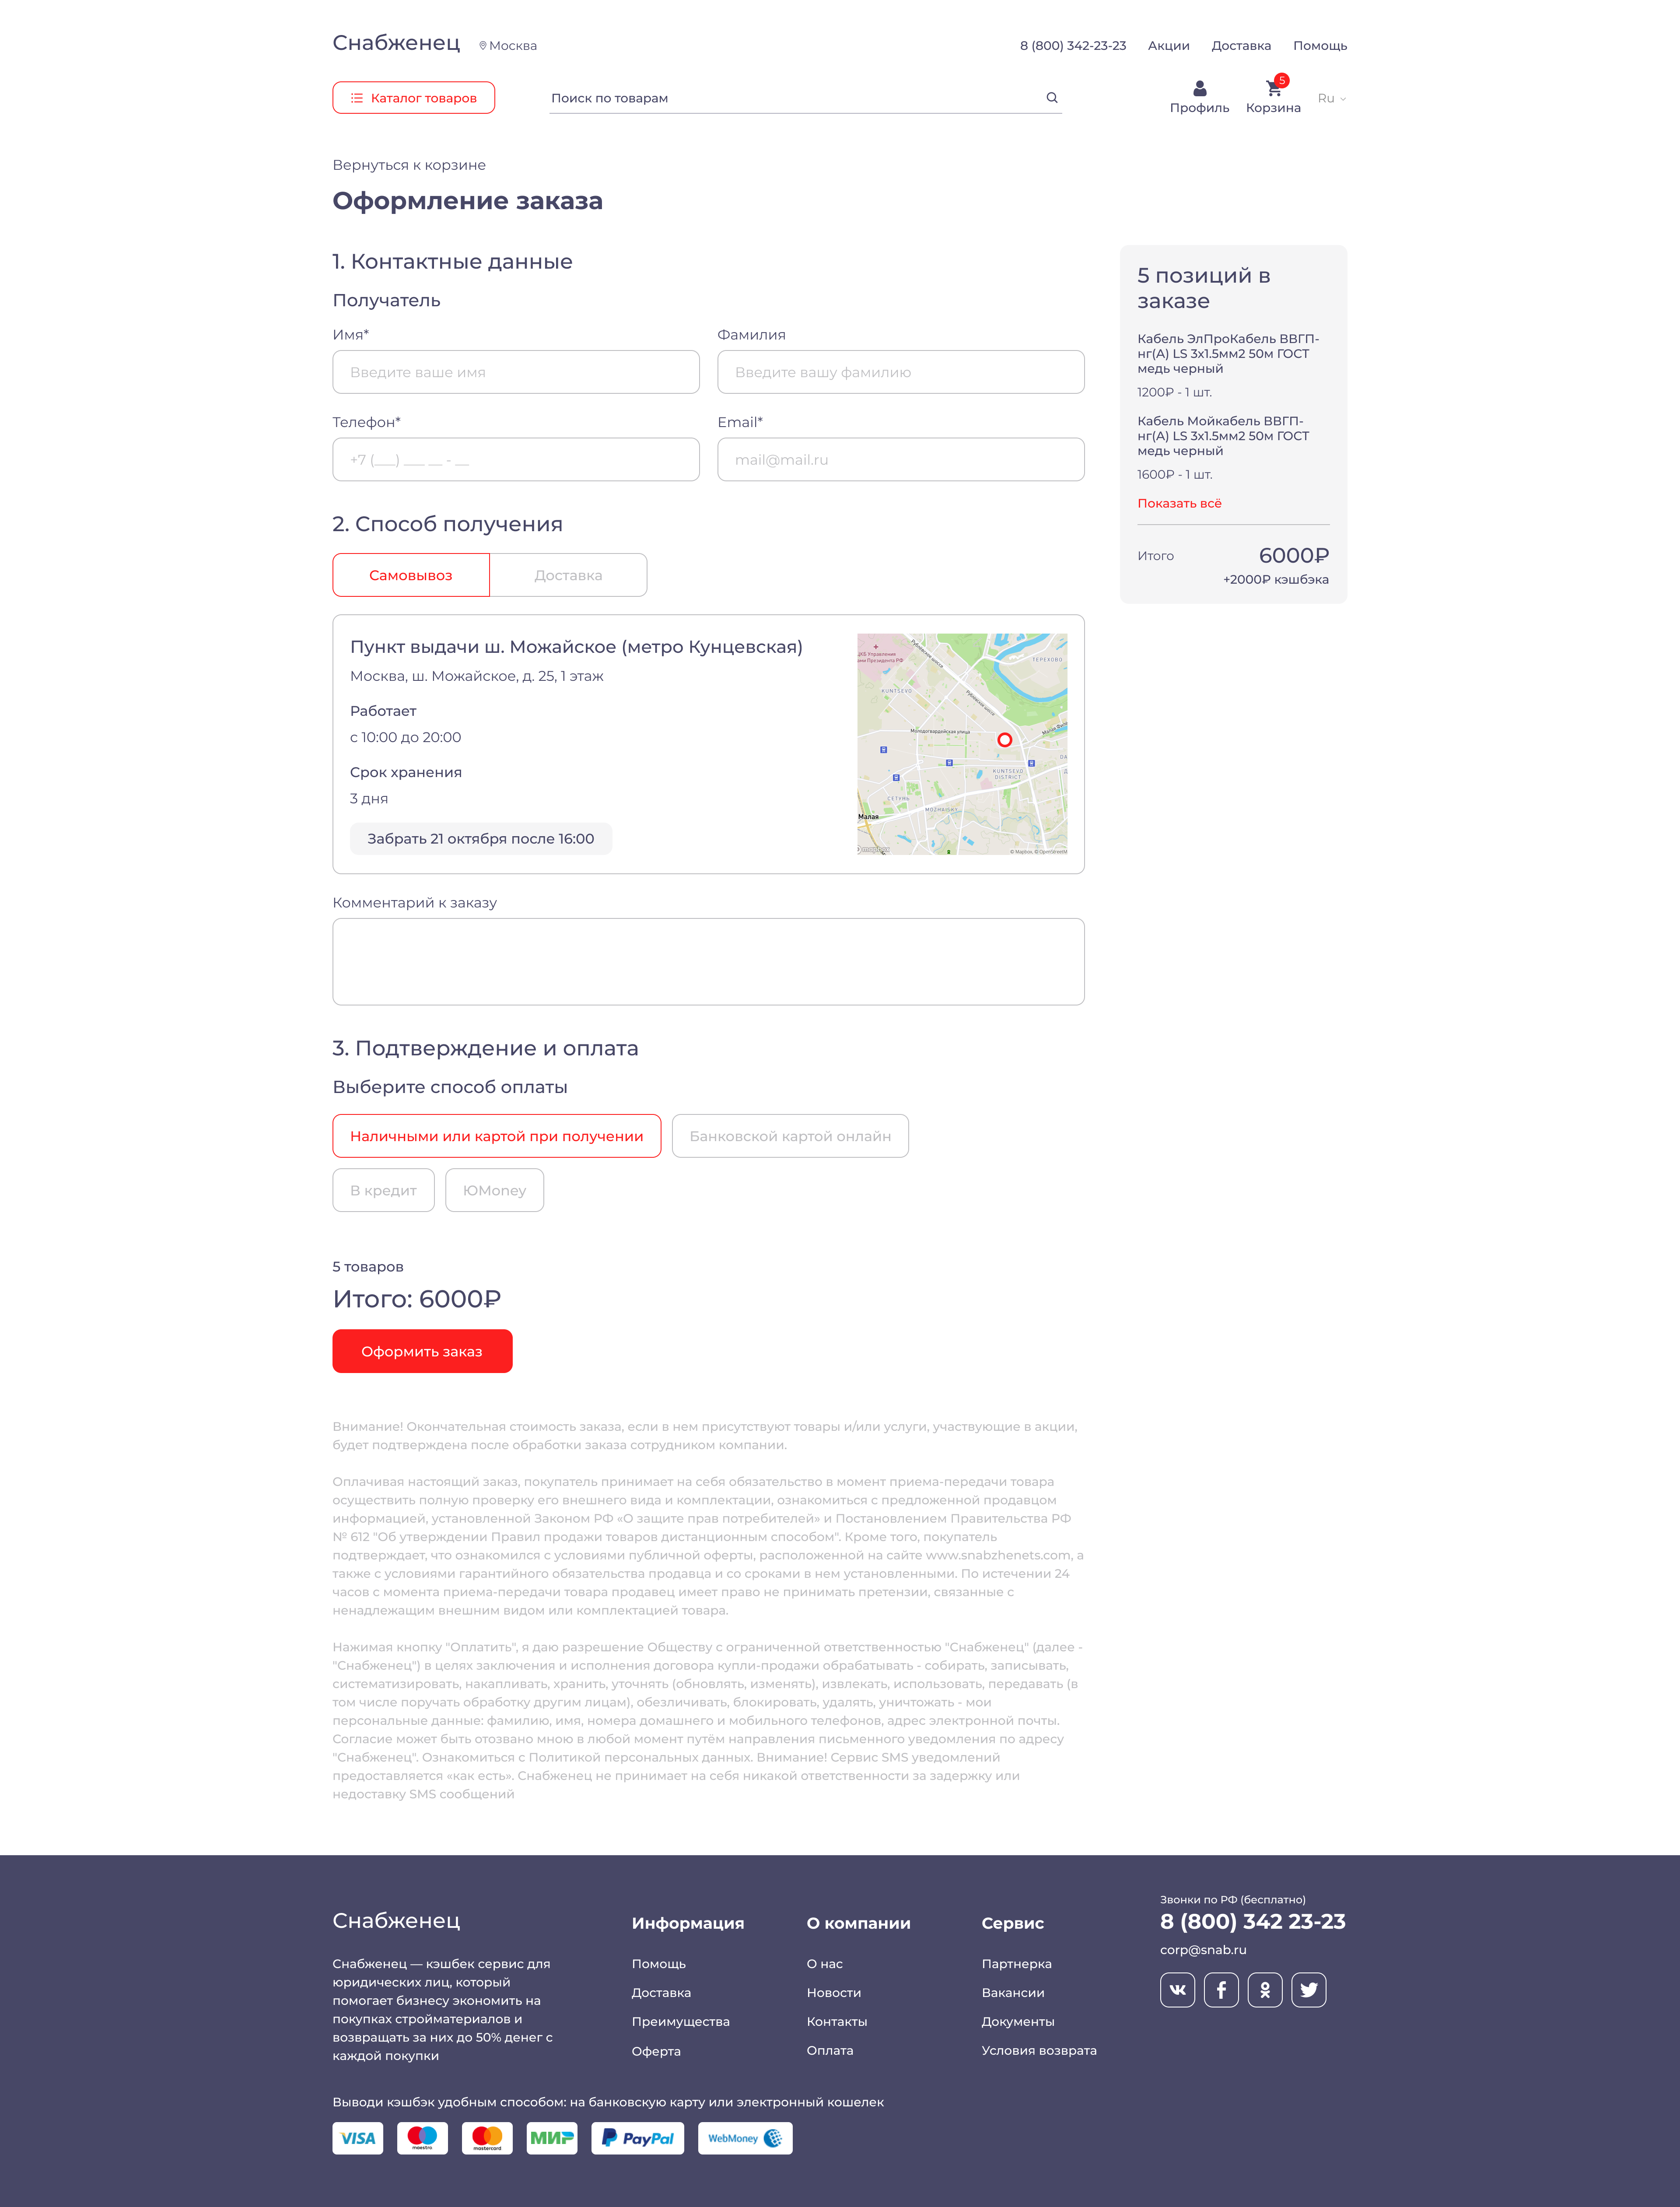 Снабженец
Москва
8 (800) 342-23-23
Акции
Доставка
Помощь
Каталог товаров
Поиск по товарам
Профиль
5
Корзина
Ru
Вернуться к корзине
Оформление заказа
1. Контактные данные
Получатель
Имя*
Фамилия
Введите ваше имя
Введите вашу фамилию
Телефон*
Email*
+7 (___) ___ __ - __
mail@mail.ru
2. Способ получения
Самовывоз
Доставка
Пункт выдачи ш. Можайское (метро Кунцевская)
Москва, ш. Можайское, д. 25, 1 этаж
Работает
с 10:00 до 20:00
Срок хранения
3 дня
Забрать 21 октября после 16:00
Рублёвское шоссе
ЦКБ Управления
ТЕРЕХОВО
KUNTSEVO
Рублёвское шоссе
Молодогвардейская улица
KUNTSEVO
DISTRICT
СЕТУНЬ
MOZHAYSKY
Малая
mapbox
© Mapbox, © OpenStreetM
Комментарий к заказу
3. Подтверждение и оплата
Выберите способ оплаты
Наличными или картой при получении
Банковской картой онлайн
В кредит
ЮMoney
5 товаров
Итого: 6000₽
Оформить заказ
5 позиций в
заказе
Кабель ЭлПроКабель ВВГП-
нг(А) LS 3х1.5мм2 50м ГОСТ
медь черный
1200₽ - 1 шт.
Кабель Мойкабель ВВГП-
нг(А) LS 3х1.5мм2 50м ГОСТ
медь черный
1600₽ - 1 шт.
Показать всё
Итого
6000₽
+2000₽ кэшбэка
Внимание! Окончательная стоимость заказа, если в нем присутствуют товары и/или услуги, участвующие в акции,
будет подтверждена после обработки заказа сотрудником компании.
Оплачивая настоящий заказ, покупатель принимает на себя обязательство в момент приема-передачи товара
осуществить полную проверку его внешнего вида и комплектации, ознакомиться с предложенной продавцом
информацией, установленной Законом РФ «О защите прав потребителей» и Постановлением Правительства РФ
№ 612 "Об утверждении Правил продажи товаров дистанционным способом". Кроме того, покупатель
подтверждает, что ознакомился с условиями публичной оферты, расположенной на сайте www.snabzhenets.com, а
также с условиями гарантийного обязательства продавца и со сроками в нем установленными. По истечении 24
часов с момента приема-передачи товара продавец имеет право не принимать претензии, связанные с
ненадлежащим внешним видом или комплектацией товара.
Нажимая кнопку "Оплатить", я даю разрешение Обществу с ограниченной ответственностью "Снабженец" (далее -
"Снабженец") в целях заключения и исполнения договора купли-продажи обрабатывать - собирать, записывать,
систематизировать, накапливать, хранить, уточнять (обновлять, изменять), извлекать, использовать, передавать (в
том числе поручать обработку другим лицам), обезличивать, блокировать, удалять, уничтожать - мои
персональные данные: фамилию, имя, номера домашнего и мобильного телефонов, адрес электронной почты.
Согласие может быть отозвано мною в любой момент путём направления письменного уведомления по адресу
"Снабженец". Ознакомиться с Политикой персональных данных. Внимание! Сервис SMS уведомлений
предоставляется «как есть». Снабженец не принимает на себя никакой ответственности за задержку или
недоставку SMS сообщений
Снабженец
Снабженец — кэшбек сервис для
юридических лиц, который
помогает бизнесу экономить на
покупках стройматериалов и
возвращать за них до 50% денег с
каждой покупки
Информация
Помощь
Доставка
Преимущества
Оферта
О компании
О нас
Новости
Контакты
Оплата
Сервис
Партнерка
Вакансии
Документы
Условия возврата
Звонки по РФ (бесплатно)
8 (800) 342 23-23
corp@snab.ru
Выводи кэшбэк удобным способом: на банковскую карту или электронный кошелек
VISA
maestro
mastercard
МИР
PayPal
WebMoney